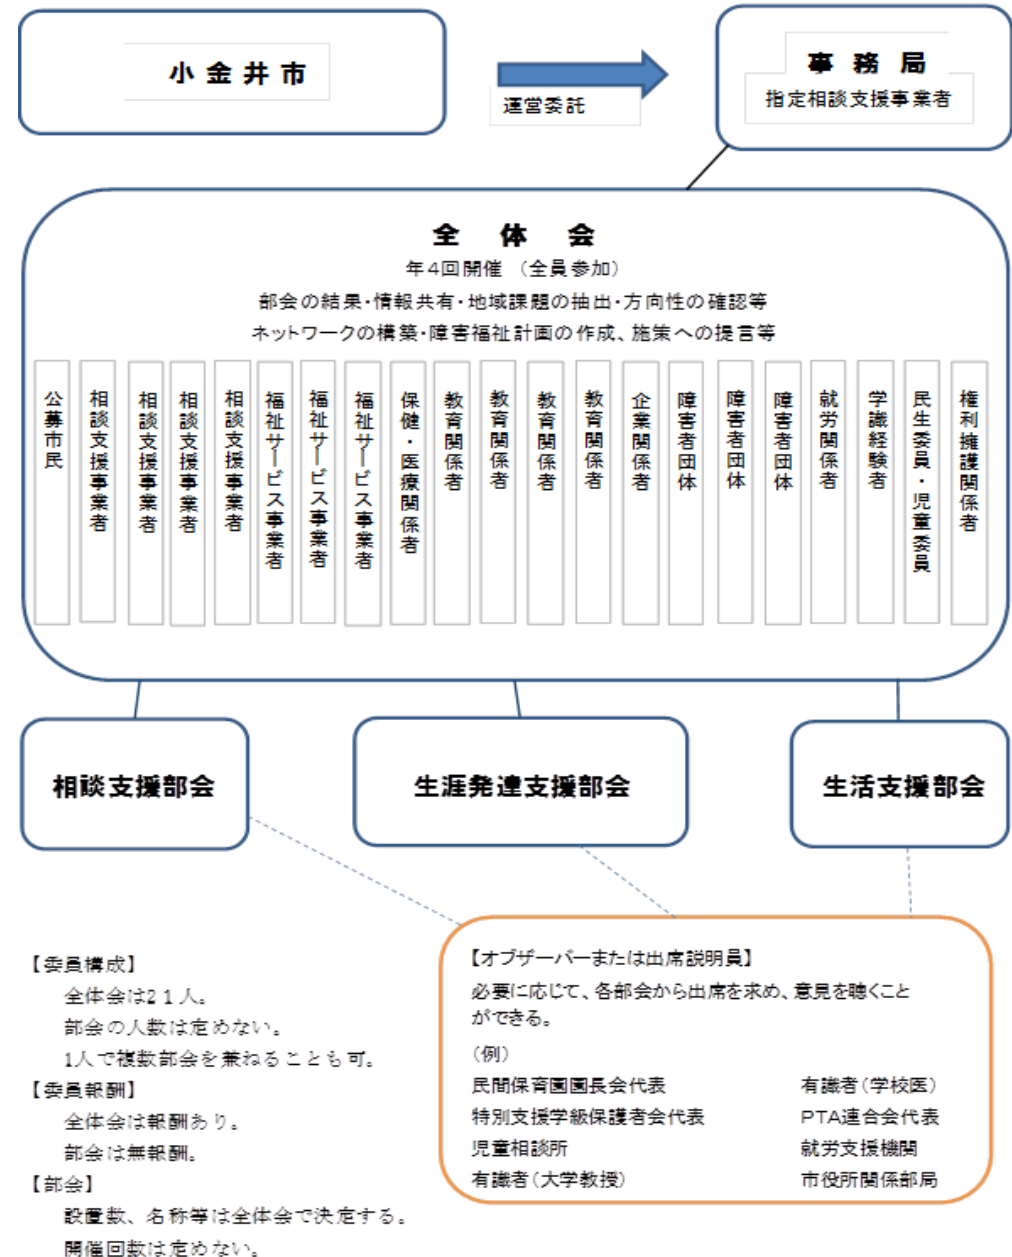 小金井市
運営委託
事務局
指定相談支援事業者
全体会
年4回開催 （全員参加）
部会の結果・情報共有・地域課題の抽出・方向性の確認等
ネットワークの構築・障害福祉計画の作成、施策への提言等
公募市民
相談支援事業者
相談支援事業者
相談支援事業者
相談支援事業者
福祉サービス事業者
福祉サービス事業者
福祉サービス事業者
保健・医療関係者
教育関係者
教育関係者
教育関係者
教育関係者
企業関係者
障害者団体
障害者団体
障害者団体
就労関係者
学識経験者
民生委員・児童委員
権利擁護関係者
相談支援部会
生涯発達支援部会
生活支援部会
【委員構成】
全体会は21人。
部会の人数は定めない。
1人で複数部会を兼ねることも可。
【委員報酬】
全体会は報酬あり。
部会は無報酬。
【部会】
設置数、名称等は全体会で決定する。
開催回数は定めない。
【オブザーバーまたは出席説明員】
必要に応じて、各部会から出席を求め、意見を聴くこと
ができる。
（例）
民間保育園園長会代表　有識者（学校医）
特別支援学級保護者会代表　PTA連合会代表
児童相談所　就労支援機関
有識者（大学教授）　市役所関係部局